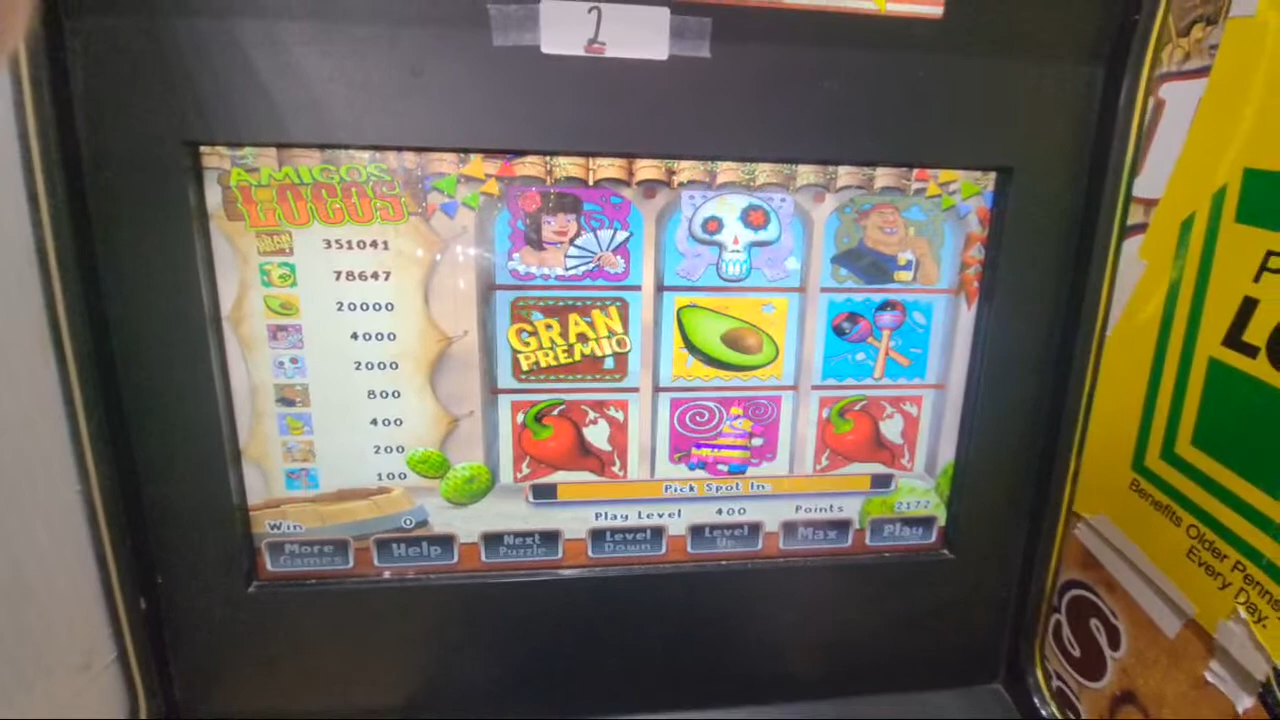 2
AMIGOS
LOCOS
GRAN
PREMIO
351041
78647
20000
4000
2000
800
400
200
100
GRAN
PREMIO
Pick Spot In:
Play Level 400 Points 2172
Win 0
More Games
Help
Next Puzzle
Level Down
Level Up
Max
Play
P
Benefits Older Penns
Every Day.
S